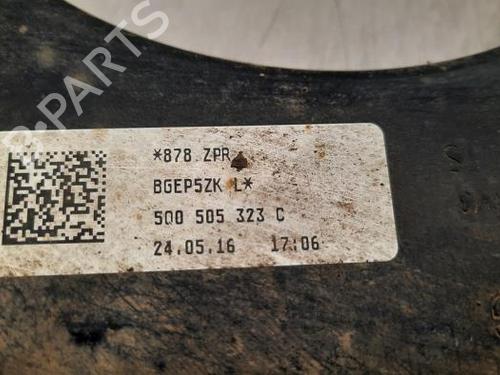 *878 ZPR
BGEP5ZK L*
5Q0 505 323 C
24.05.16 17:06
B-PARTS